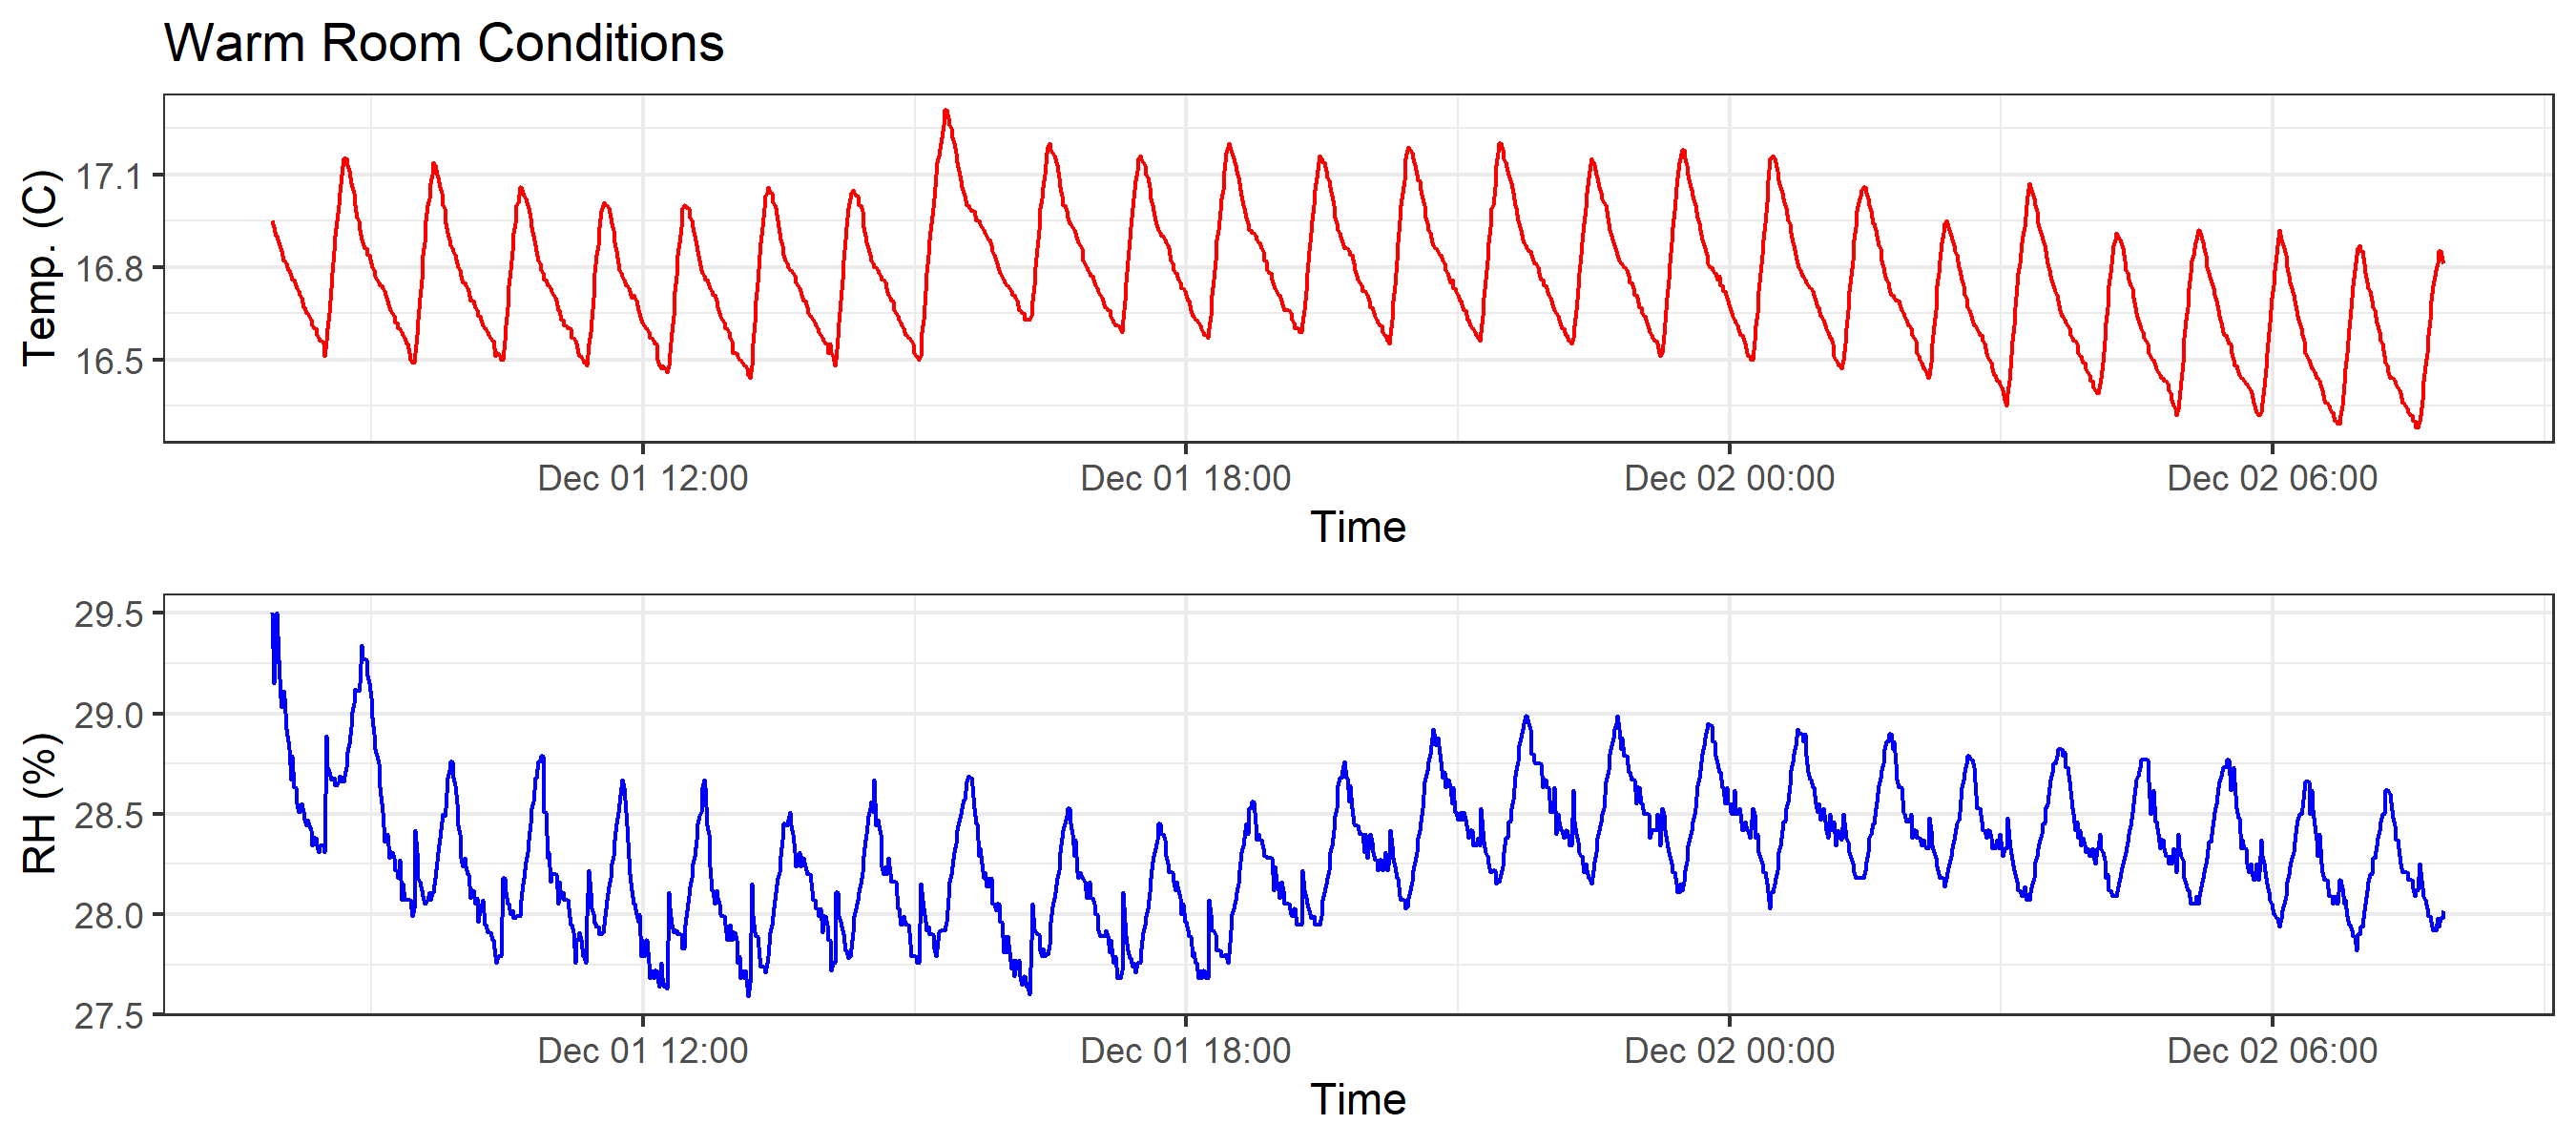 Warm Room Conditions
Temp. (C)
17.1
16.8
16.5
Dec 01 12:00 Dec 01 18:00 Dec 02 00:00 Dec 02 06:00
Time
RH (%)
29.5
29.0
28.5
28.0
27.5
Dec 01 12:00 Dec 01 18:00 Dec 02 00:00 Dec 02 06:00
Time